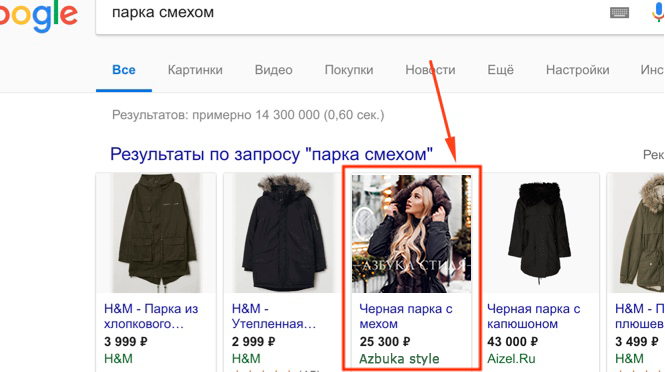 oogle
парка смехом
Все Картинки Видео Покупки Новости Ещё Настройки Инс
Результатов: примерно 14 300 000 (0,60 сек.)
Результаты по запросу "парка смехом"
Рек
АЗБУКА СТИЛЯ
H&M - Парка из
хлопкового…
3 999 ₽
H&M
H&M -
Утепленная…
2 999 ₽
H&M
Черная парка с
мехом
25 300 ₽
Azbuka style
Черная парка с
капюшоном
43 000 ₽
Aizel.Ru
H&M - П
плюшев
3 499 ₽
H&M